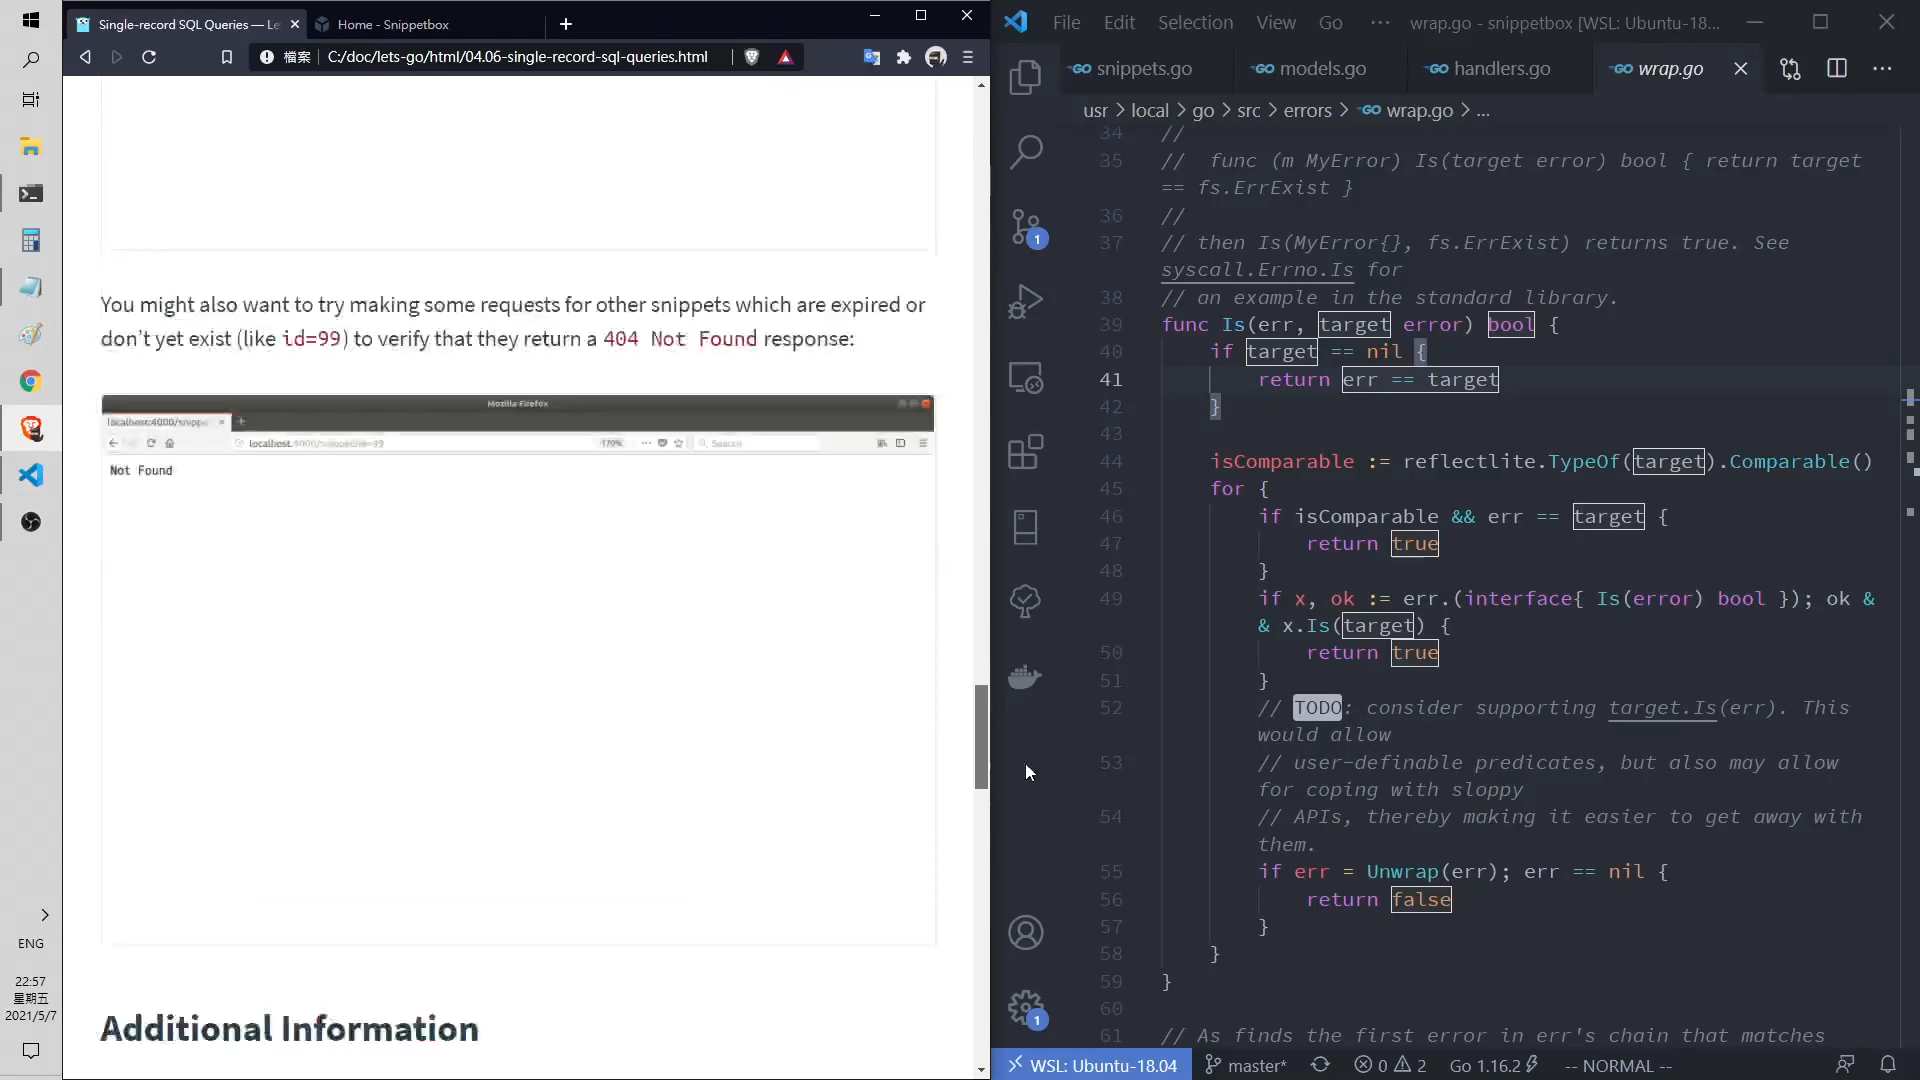 Single-record SQL Queries — Le
Home - Snippetbox
檔案
C:/doc/lets-go/html/04.06-single-record-sql-queries.html
You might also want to try making some requests for other snippets which are expired or
don't yet exist (like id=99) to verify that they return a 404 Not Found response:
Mozilla Firefox
localhost:4000/snippe
170%
Search
Not Found
Additional Information
ENG
22:57
星期五
2021/5/7
File Edit Selection View Go ··· wrap.go - snippetbox [WSL: Ubuntu-18...
snippets.go
models.go
handlers.go
wrap.go
usr > local > go > src > errors > wrap.go > ...
34 //
35 //  func (m MyError) Is(target error) bool { return target
== fs.ErrExist }
36 //
37 // then Is(MyError{}, fs.ErrExist) returns true. See
syscall.Errno.Is for
38 // an example in the standard library.
39 func Is(err, target error) bool {
40 if target == nil {
41 return err == target
42 }
43
44 isComparable := reflectlite.TypeOf(target).Comparable()
45 for {
46 if isComparable && err == target {
47 return true
48 }
49 if x, ok := err.(interface{ Is(error) bool }); ok &
& x.Is(target) {
50 return true
51 }
52 // TODO: consider supporting target.Is(err). This
would allow
53 // user-definable predicates, but also may allow
for coping with sloppy
54 // APIs, thereby making it easier to get away with
them.
55 if err = Unwrap(err); err == nil {
56 return false
57 }
58 }
59 }
60
61 // As finds the first error in err's chain that matches
1
1
WSL: Ubuntu-18.04
master*
0
2
Go 1.16.2
-- NORMAL --